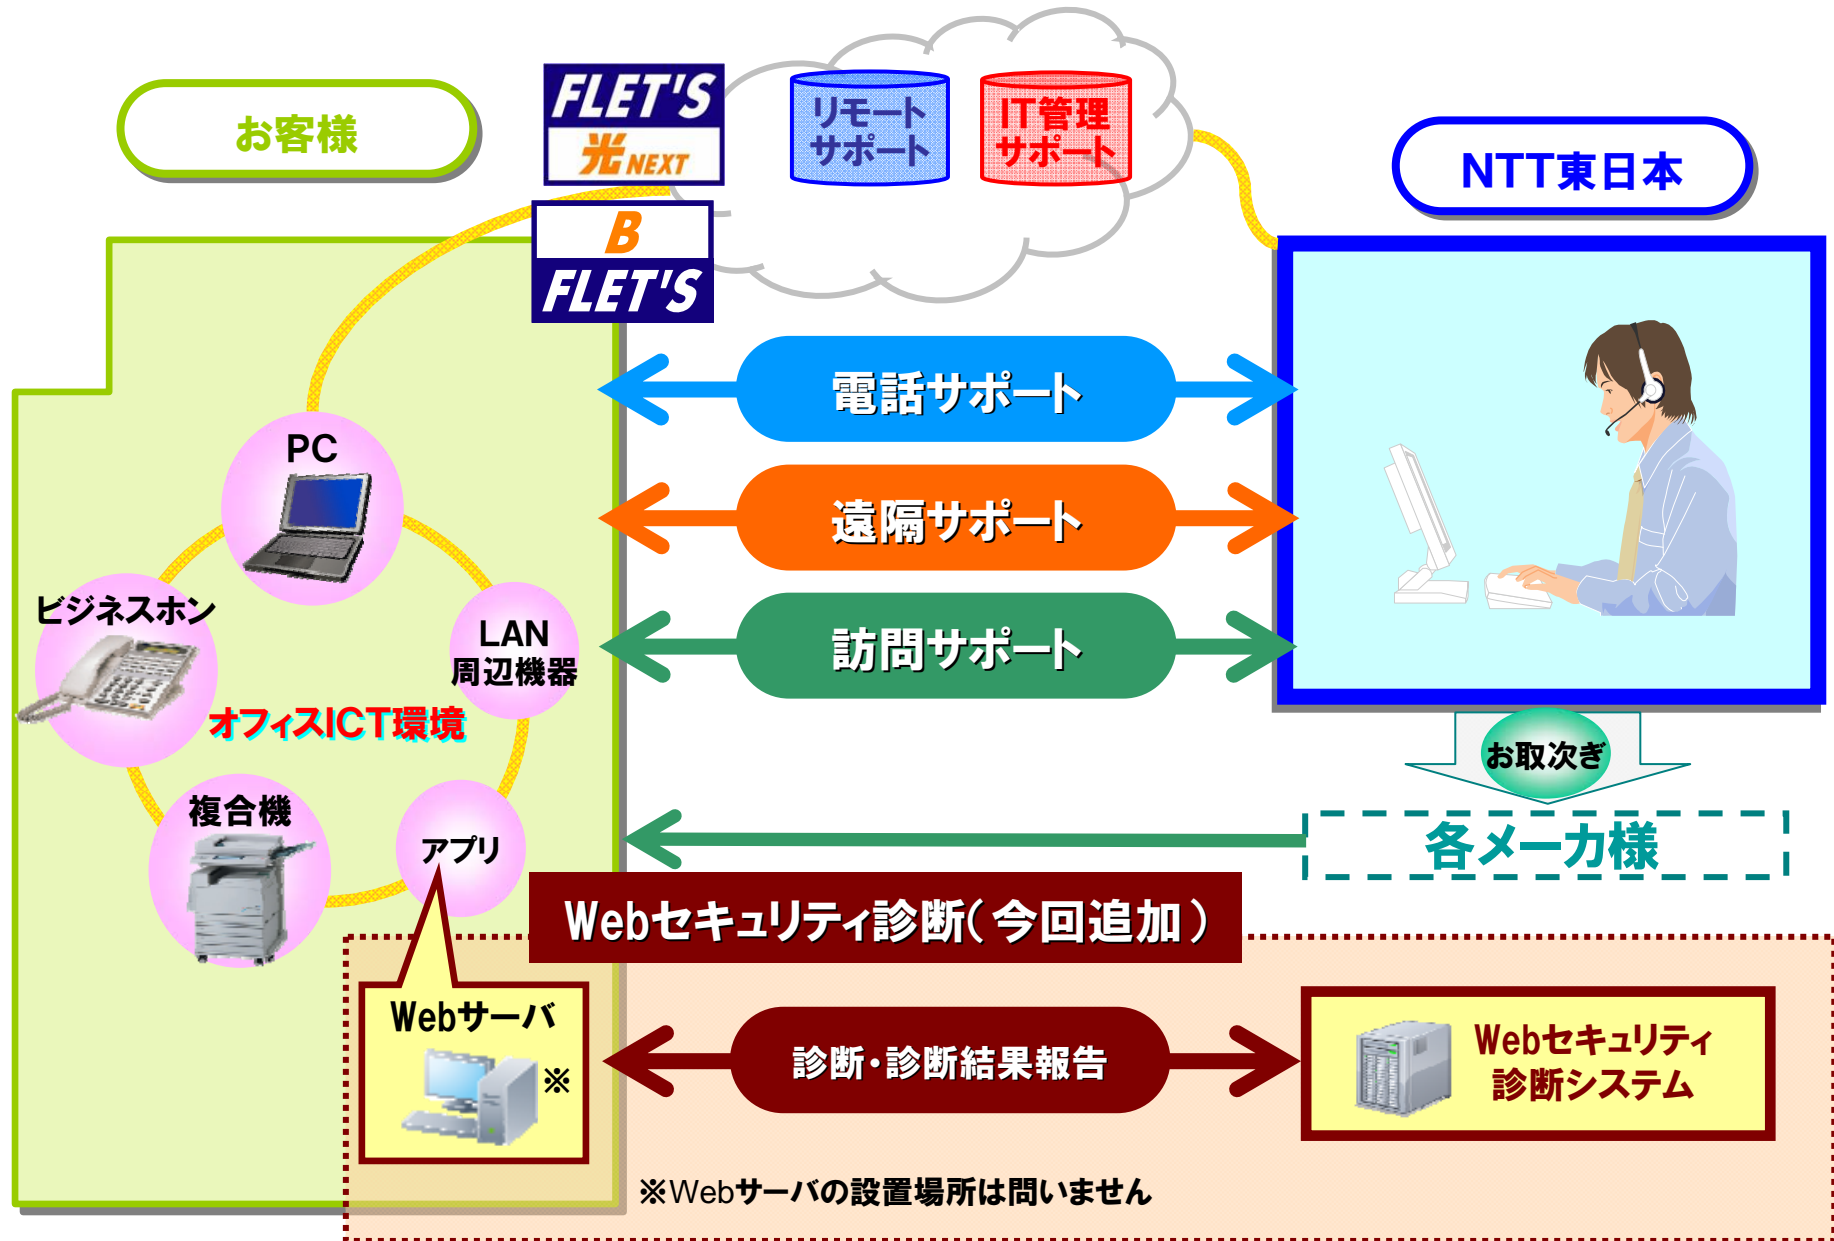 お客様
FLET'S
光NEXT
B
FLET'S
リモート
サポート
IT管理
サポート
NTT東日本
電話サポート
遠隔サポート
訪問サポート
PC
ビジネスホン
LAN
周辺機器
オフィスICT環境
複合機
アプリ
お取次ぎ
各メーカ様
Webセキュリティ診断(今回追加)
Webサーバ
※
診断・診断結果報告
Webセキュリティ
診断システム
※Webサーバの設置場所は問いません